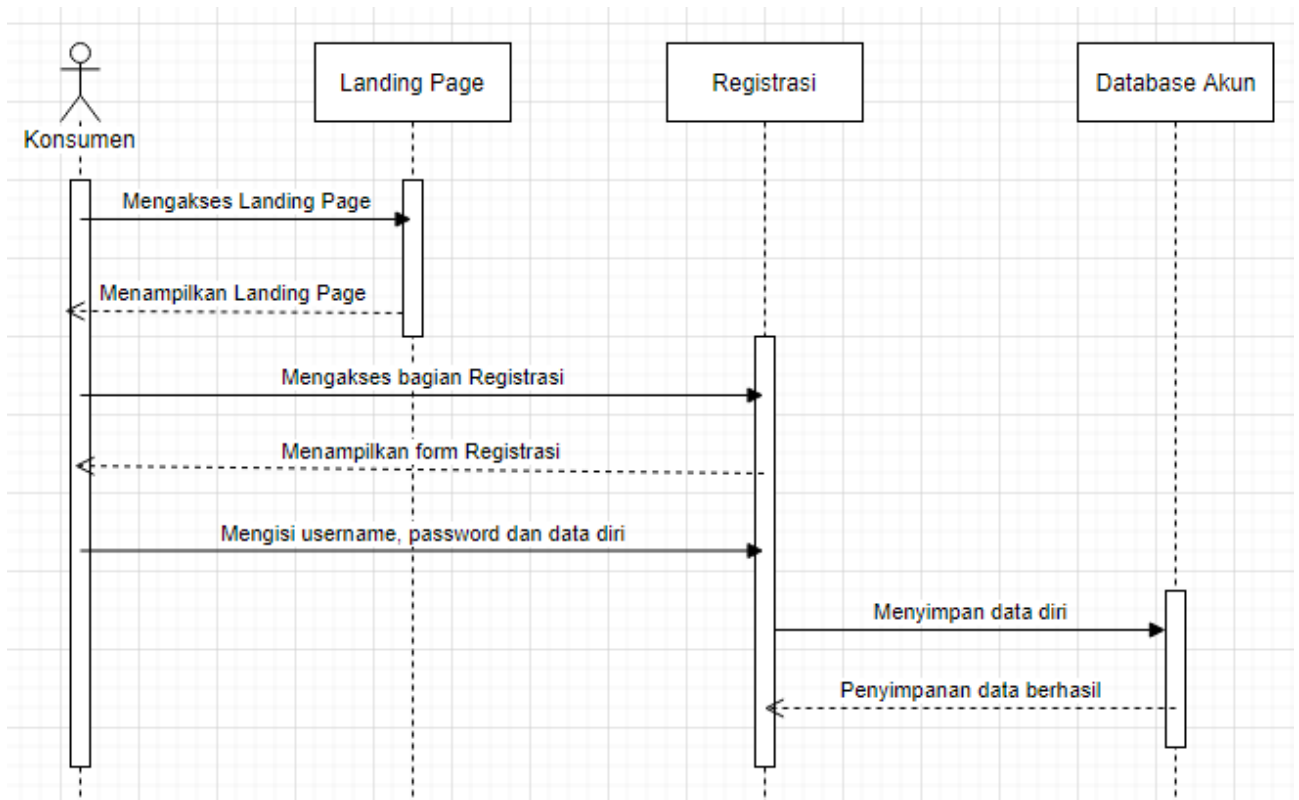 Landing Page
Registrasi
Database Akun
Konsumen
Mengakses Landing Page
Menampilkan Landing Page
Mengakses bagian Registrasi
Menampilkan form Registrasi
Mengisi username, password dan data diri
Menyimpan data diri
Penyimpanan data berhasil